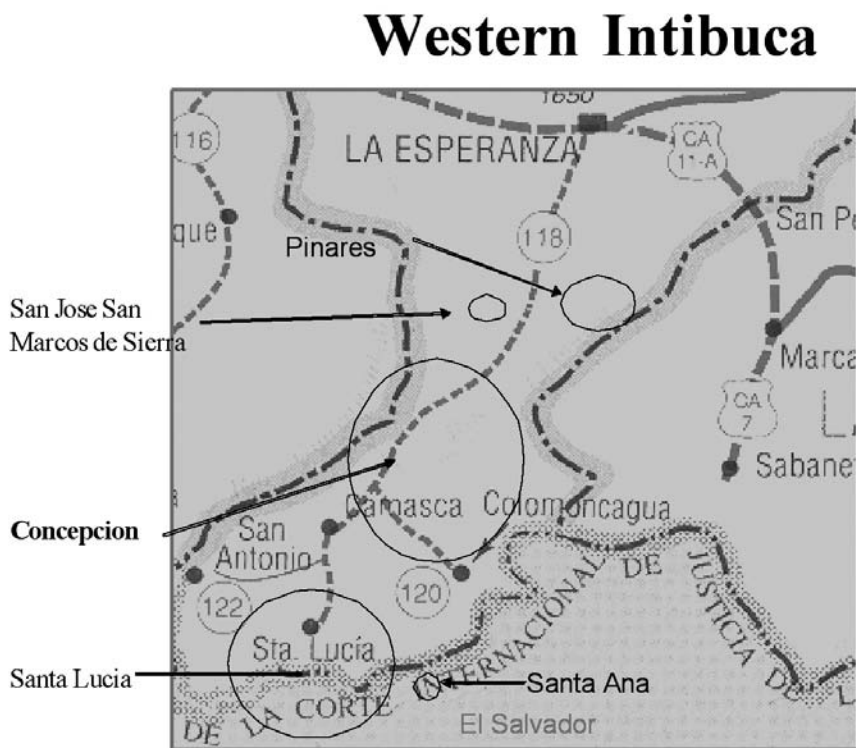 Western Intibuca
1650
116
LA ESPERANZA
CA
11-A
que
118
San Pe
Pinares
San Jose San
Marcos de Sierra
Marca
CA
7
L
Sabane
Camasca
Colomoncagua
Concepcion
San
Antonio
122
120
Sta. Lucía
Santa Lucia
Santa Ana
DE LA CORTE INTERNACIONAL DE JUSTICIA DE L
El Salvador